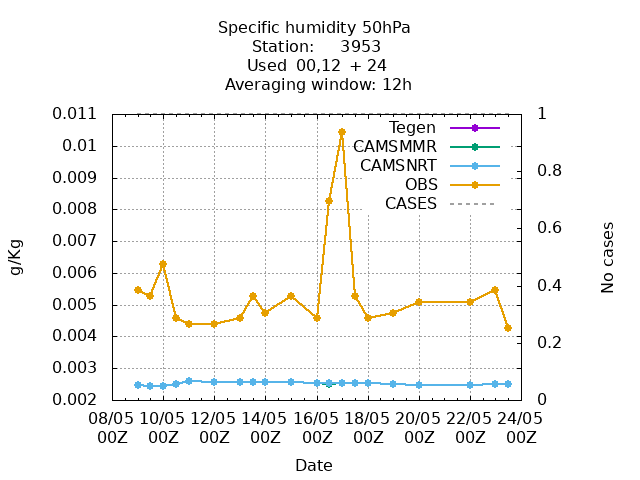 Specific humidity 50hPa
Station: 3953
Used 00,12 + 24
Averaging window: 12h
0.011
0.01
0.009
0.008
0.007
0.006
0.005
0.004
0.003
0.002
1
0.8
0.6
0.4
0.2
0
Tegen
CAMSMMR
CAMSNRT
OBS
CASES
g/Kg
No cases
08/05 10/05 12/05 14/05 16/05 18/05 20/05 22/05 24/05
00Z 00Z 00Z 00Z 00Z 00Z 00Z 00Z 00Z
Date